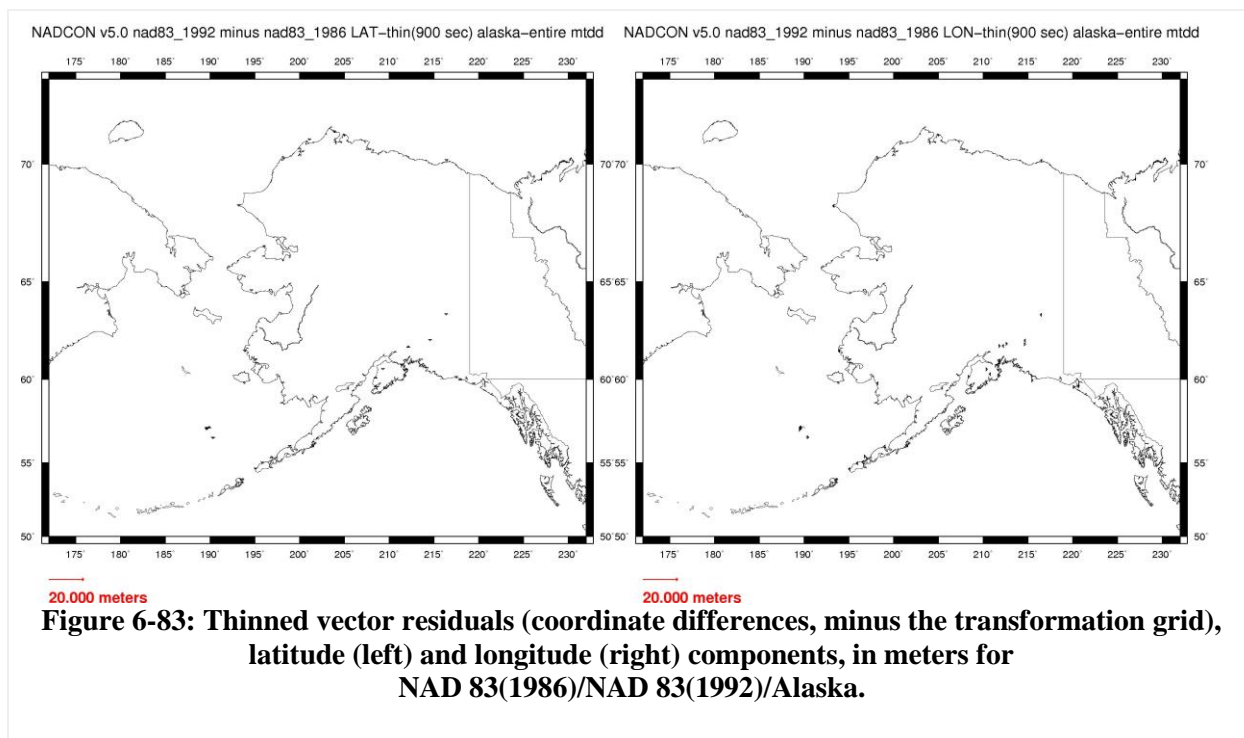 NADCON v5.0 nad83_1992 minus nad83_1986 LAT-thin(900 sec) alaska-entire mtdd NADCON v5.0 nad83_1992 minus nad83_1986 LON-thin(900 sec) alaska-entire mtdd
175° 180° 185° 190° 195° 200° 205° 210° 215° 220° 225° 230° 175° 180° 185° 190° 195° 200° 205° 210° 215° 220° 225° 230°
70° 70° 70° 70°
65° 65° 65° 65°
60° 60° 60° 60°
55° 55° 55° 55°
50° 50° 50° 50°
175° 180° 185° 190° 195° 200° 205° 210° 215° 220° 225° 230° 175° 180° 185° 190° 195° 200° 205° 210° 215° 220° 225° 230°
20.000 meters 20.000 meters
Figure 6-83: Thinned vector residuals (coordinate differences, minus the transformation grid),
latitude (left) and longitude (right) components, in meters for
NAD 83(1986)/NAD 83(1992)/Alaska.